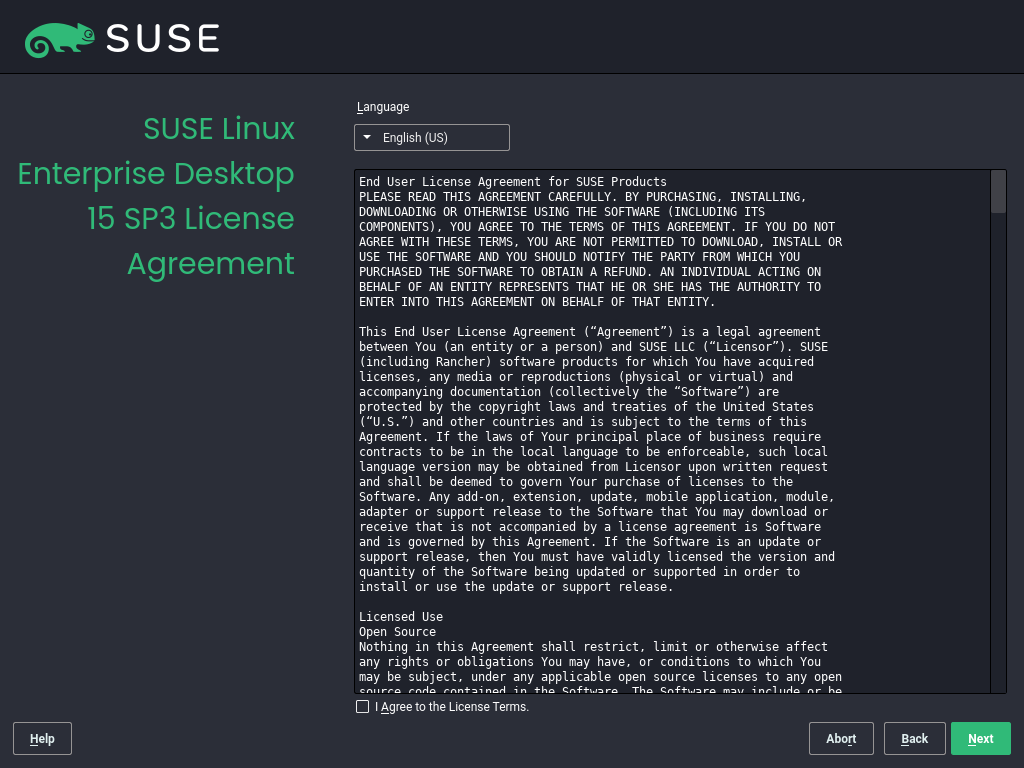 SUSE
SUSE Linux
Enterprise Desktop
15 SP3 License
Agreement
Language
English (US)
End User License Agreement for SUSE Products
PLEASE READ THIS AGREEMENT CAREFULLY. BY PURCHASING, INSTALLING,
DOWNLOADING OR OTHERWISE USING THE SOFTWARE (INCLUDING ITS
COMPONENTS), YOU AGREE TO THE TERMS OF THIS AGREEMENT. IF YOU DO NOT
AGREE WITH THESE TERMS, YOU ARE NOT PERMITTED TO DOWNLOAD, INSTALL OR
USE THE SOFTWARE AND YOU SHOULD NOTIFY THE PARTY FROM WHICH YOU
PURCHASED THE SOFTWARE TO OBTAIN A REFUND. AN INDIVIDUAL ACTING ON
BEHALF OF AN ENTITY REPRESENTS THAT HE OR SHE HAS THE AUTHORITY TO
ENTER INTO THIS AGREEMENT ON BEHALF OF THAT ENTITY.
This End User License Agreement (“Agreement”) is a legal agreement
between You (an entity or a person) and SUSE LLC (“Licensor”). SUSE
(including Rancher) software products for which You have acquired
licenses, any media or reproductions (physical or virtual) and
accompanying documentation (collectively the “Software”) are
protected by the copyright laws and treaties of the United States
(“U.S.”) and other countries and is subject to the terms of this
Agreement. If the laws of Your principal place of business require
contracts to be in the local language to be enforceable, such local
language version may be obtained from Licensor upon written request
and shall be deemed to govern Your purchase of licenses to the
Software. Any add-on, extension, update, mobile application, module,
adapter or support release to the Software that You may download or
receive that is not accompanied by a license agreement is Software
and is governed by this Agreement. If the Software is an update or
support release, then You must have validly licensed the version and
quantity of the Software being updated or supported in order to
install or use the update or support release.
Licensed Use
Open Source
Nothing in this Agreement shall restrict, limit or otherwise affect
any rights or obligations You may have, or conditions to which You
may be subject, under any applicable open source licenses to any open
source code contained in the Software. The Software may include or be
I Agree to the License Terms.
Help
Abort
Back
Next